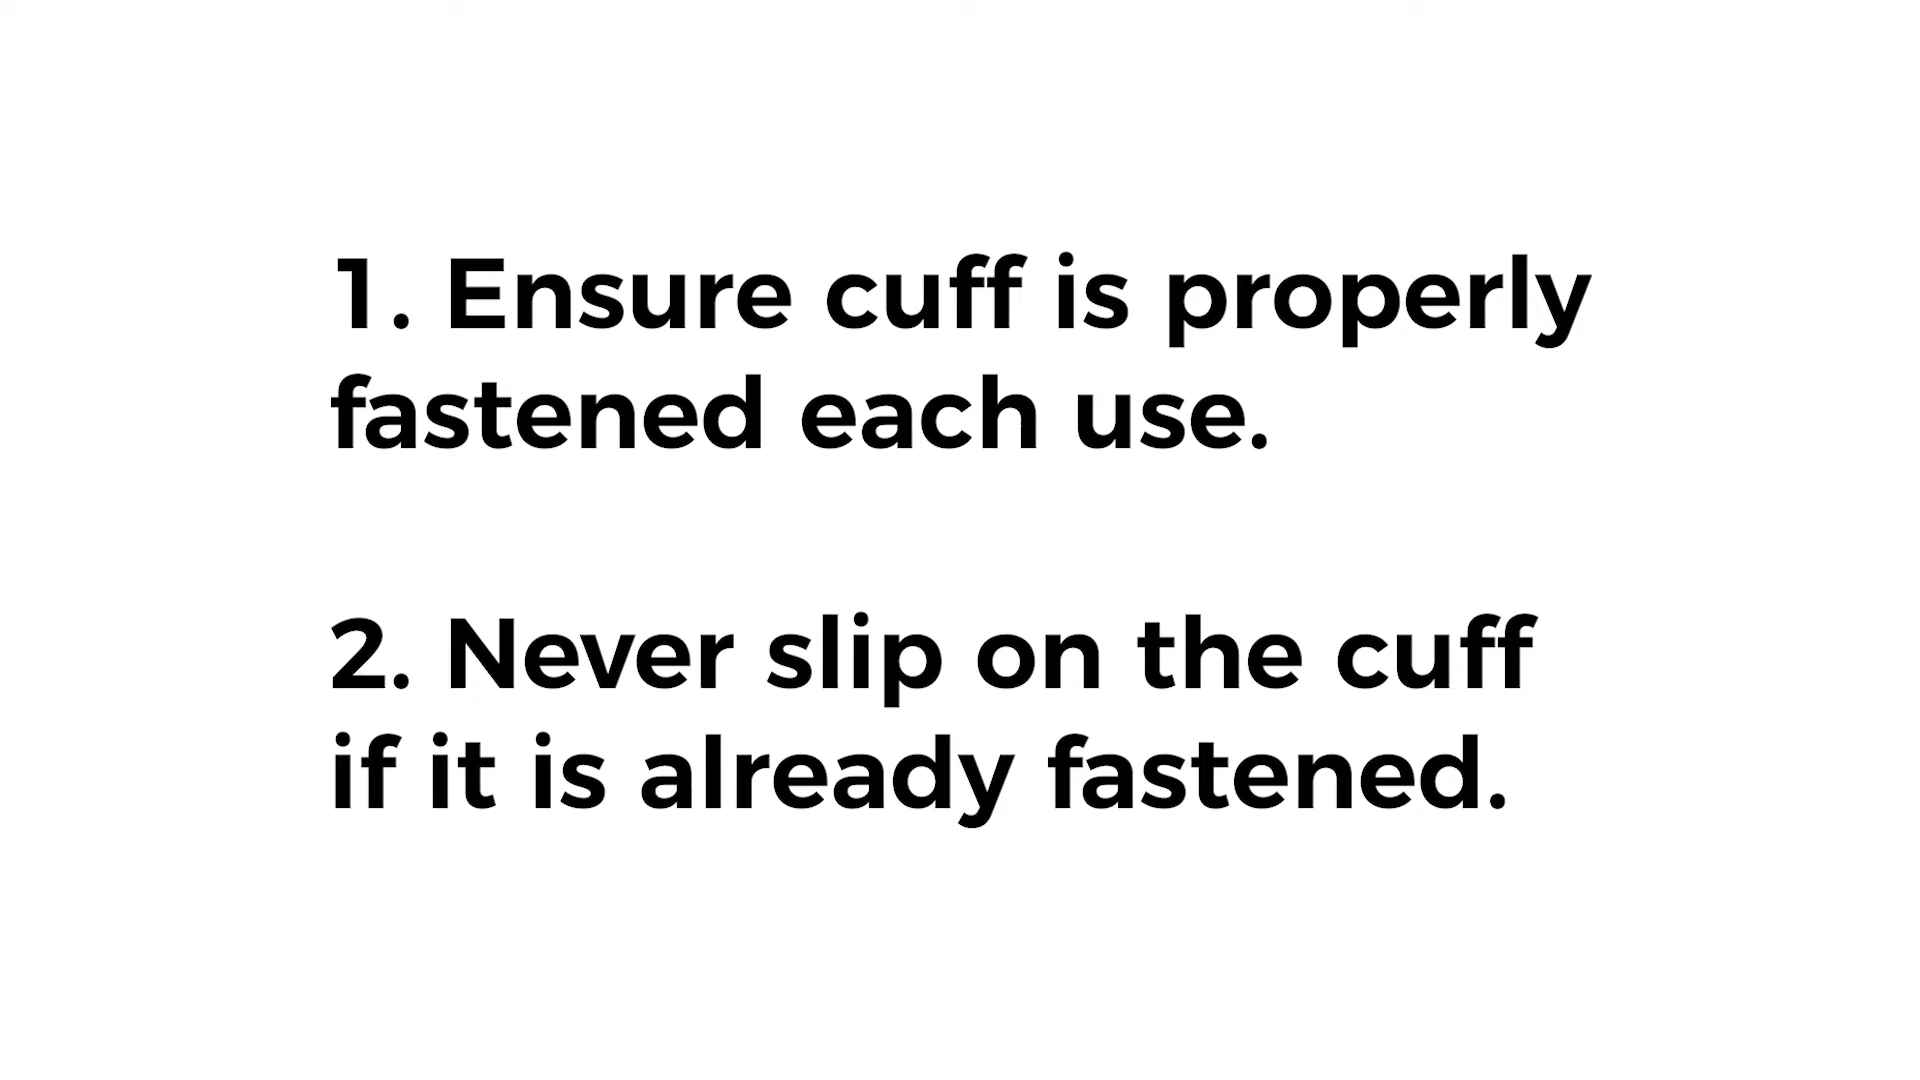 1. Ensure cuff is properly
fastened each use.
2. Never slip on the cuff
if it is already fastened.